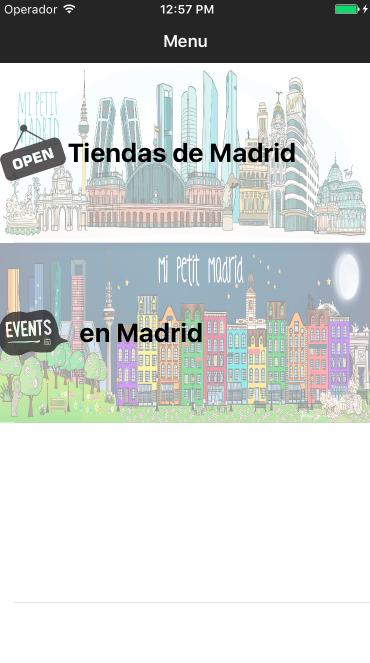 Operador 12:57 PM
Menu
MI PETIT
MADRID
OPEN
Tiendas de Madrid
Mi Petit Madrid
EVENTS
en Madrid